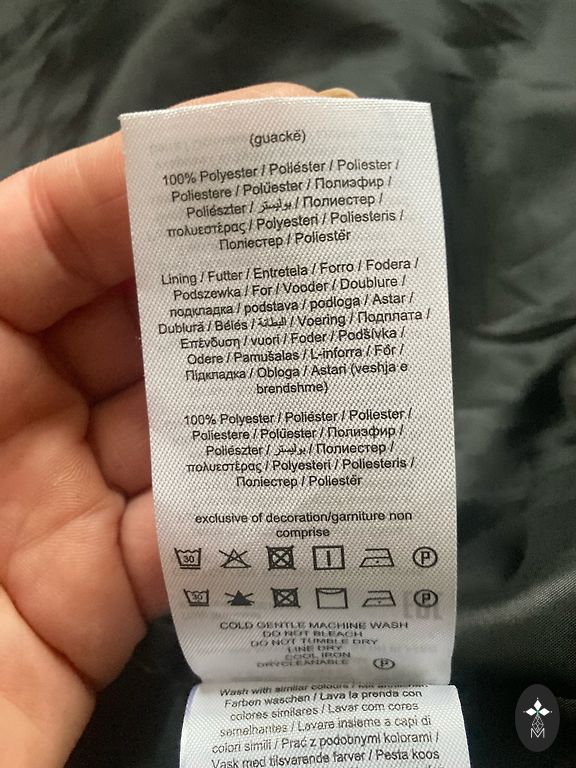 (guackë)
100% Polyester / Poliéster / Poliester /
Poliestere / Polüester / Полиэфир /
Poliészter / بوليستر / Полиестер /
πολυεστέρας / Polyesteri / Poliesteris /
Поліестер / Poliestër
Lining / Futter / Entretela / Forro / Fodera /
Podszewka / For / Vooder / Doublure /
подкладка / podstava / podloga / Astar /
Dublură / Bélés / البطانة / Voering / Подплата /
Επένδυση / vuori / Foder / Podšívka /
Odere / Pamušalas / L-inforra / Fór /
Підкладка / Obloga / Astari (veshja e
brendshme)
100% Polyester / Poliéster / Poliester /
Poliestere / Polüester / Полиэфир /
Poliészter / بوليستر / Полиестер /
πολυεστέρας / Polyesteri / Poliesteris /
Поліестер / Poliestër
exclusive of decoration/garniture non
comprise
30 P
30 P
COLD GENTLE MACHINE WASH
DO NOT BLEACH
DO NOT TUMBLE DRY
LINE DRY
COOL IRON
DRYCLEANABLE P
Wash with similar colours /
Farben waschen / Lava la prenda con
colores similares / Lavar com cores
semelhantes / Lavare insieme a capi di
colori simili / Prać z podobnymi kolorami /
Vask med tilsvarende farver / Pesta koos
M